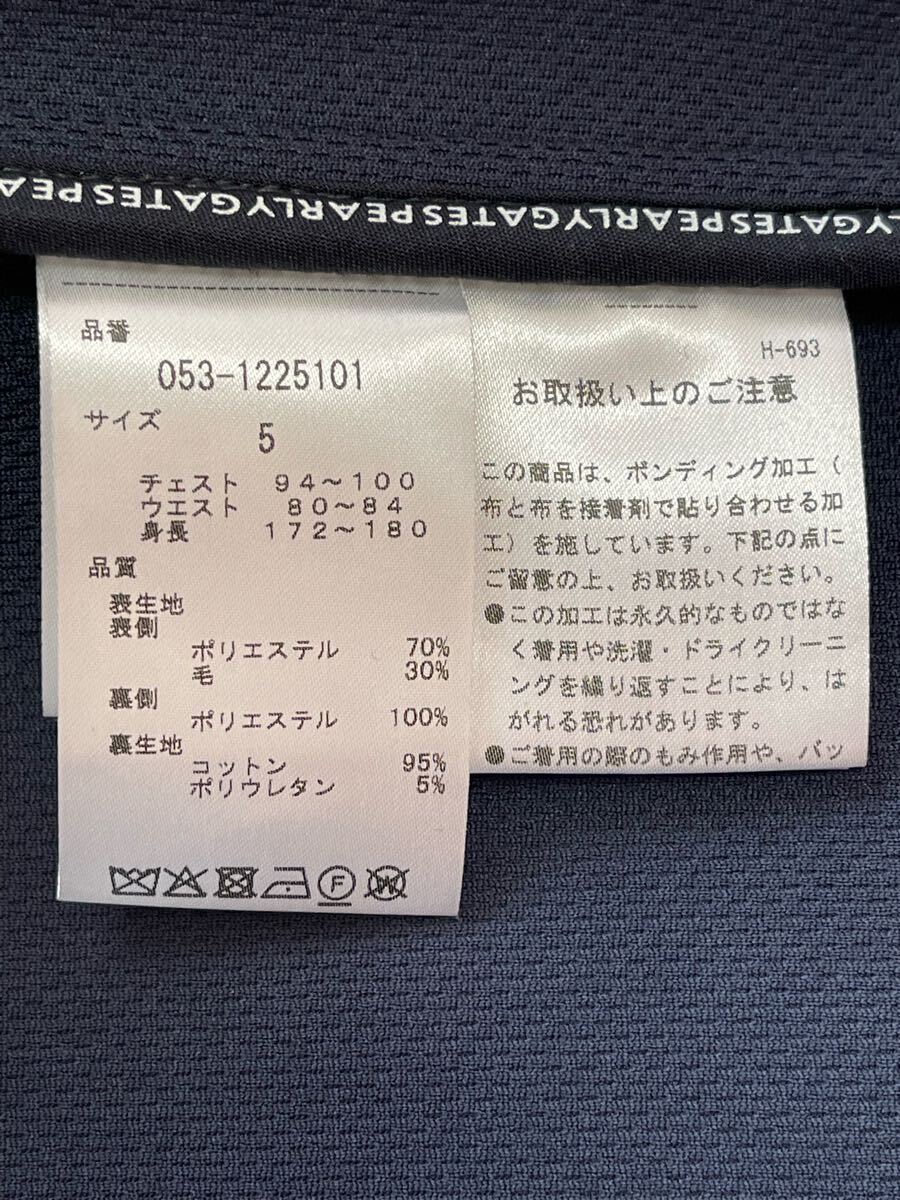 PEARLYGATESPEARLYGATESPEARLYGATESPEA
品番
053-1225101
サイズ
5
チェスト 94～100
ウエスト 80～84
身長 172～180
品質
表生地
表側
ポリエステル 70%
毛 30%
裏側
ポリエステル 100%
裏生地
コットン 95%
ポリウレタン 5%
F
W
H-693
お取扱い上のご注意
この商品は、ボンディング加工（
布と布を接着剤で貼り合わせる加
工）を施しています。下記の点に
ご留意の上、お取扱いください。
●この加工は永久的なものではな
く着用や洗濯・ドライクリーニ
ングを繰り返すことにより、は
がれる恐れがあります。
●ご着用の際のもみ作用や、バッ